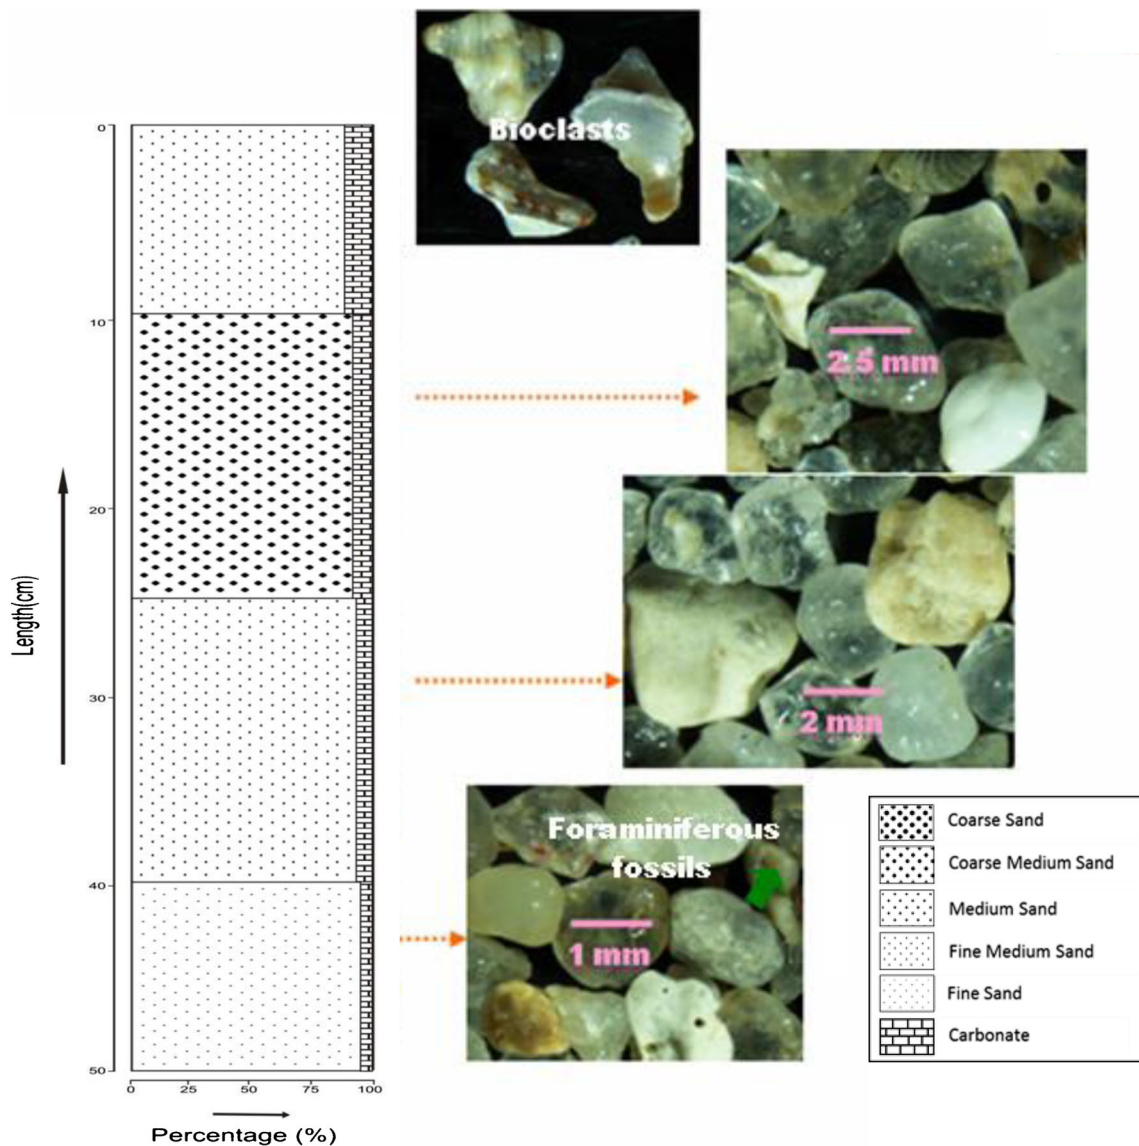 Bioclasts
0
10
20
30
40
50
Length(cm)
0 25 50 75 100
Percentage (%)
2.5 mm
2 mm
Foraminiferous
fossils
1 mm
Coarse Sand
Coarse Medium Sand
Medium Sand
Fine Medium Sand
Fine Sand
Carbonate